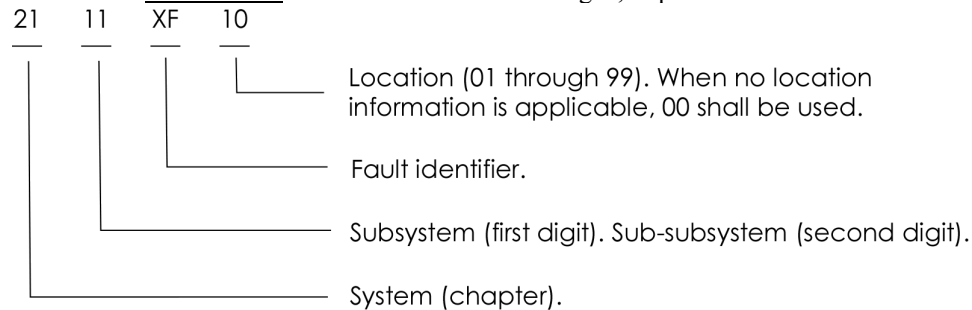 21 11 XF 10
Location (01 through 99). When no location
information is applicable, 00 shall be used.
Fault identifier.
Subsystem (first digit). Sub-subsystem (second digit).
System (chapter).